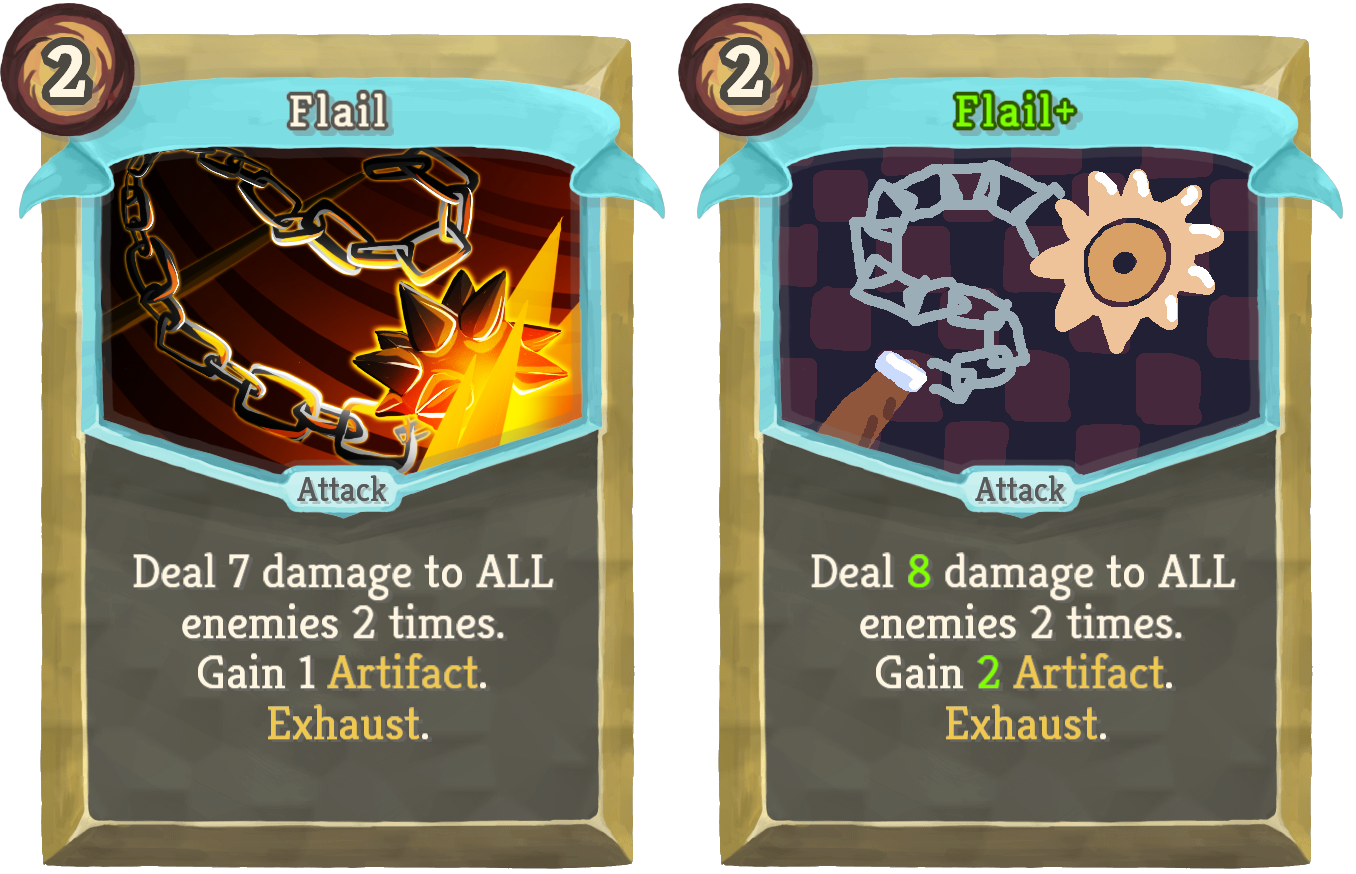 2
Flail
Attack
Deal 7 damage to ALL
enemies 2 times.
Gain 1 Artifact.
Exhaust.
2
Flail+
Attack
Deal 8 damage to ALL
enemies 2 times.
Gain 2 Artifact.
Exhaust.